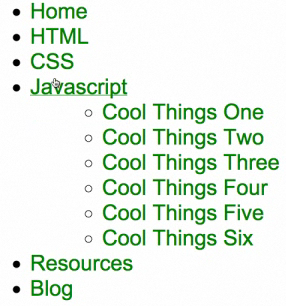 Home
HTML
CSS
Javascript
Cool Things One
Cool Things Two
Cool Things Three
Cool Things Four
Cool Things Five
Cool Things Six
Resources
Blog